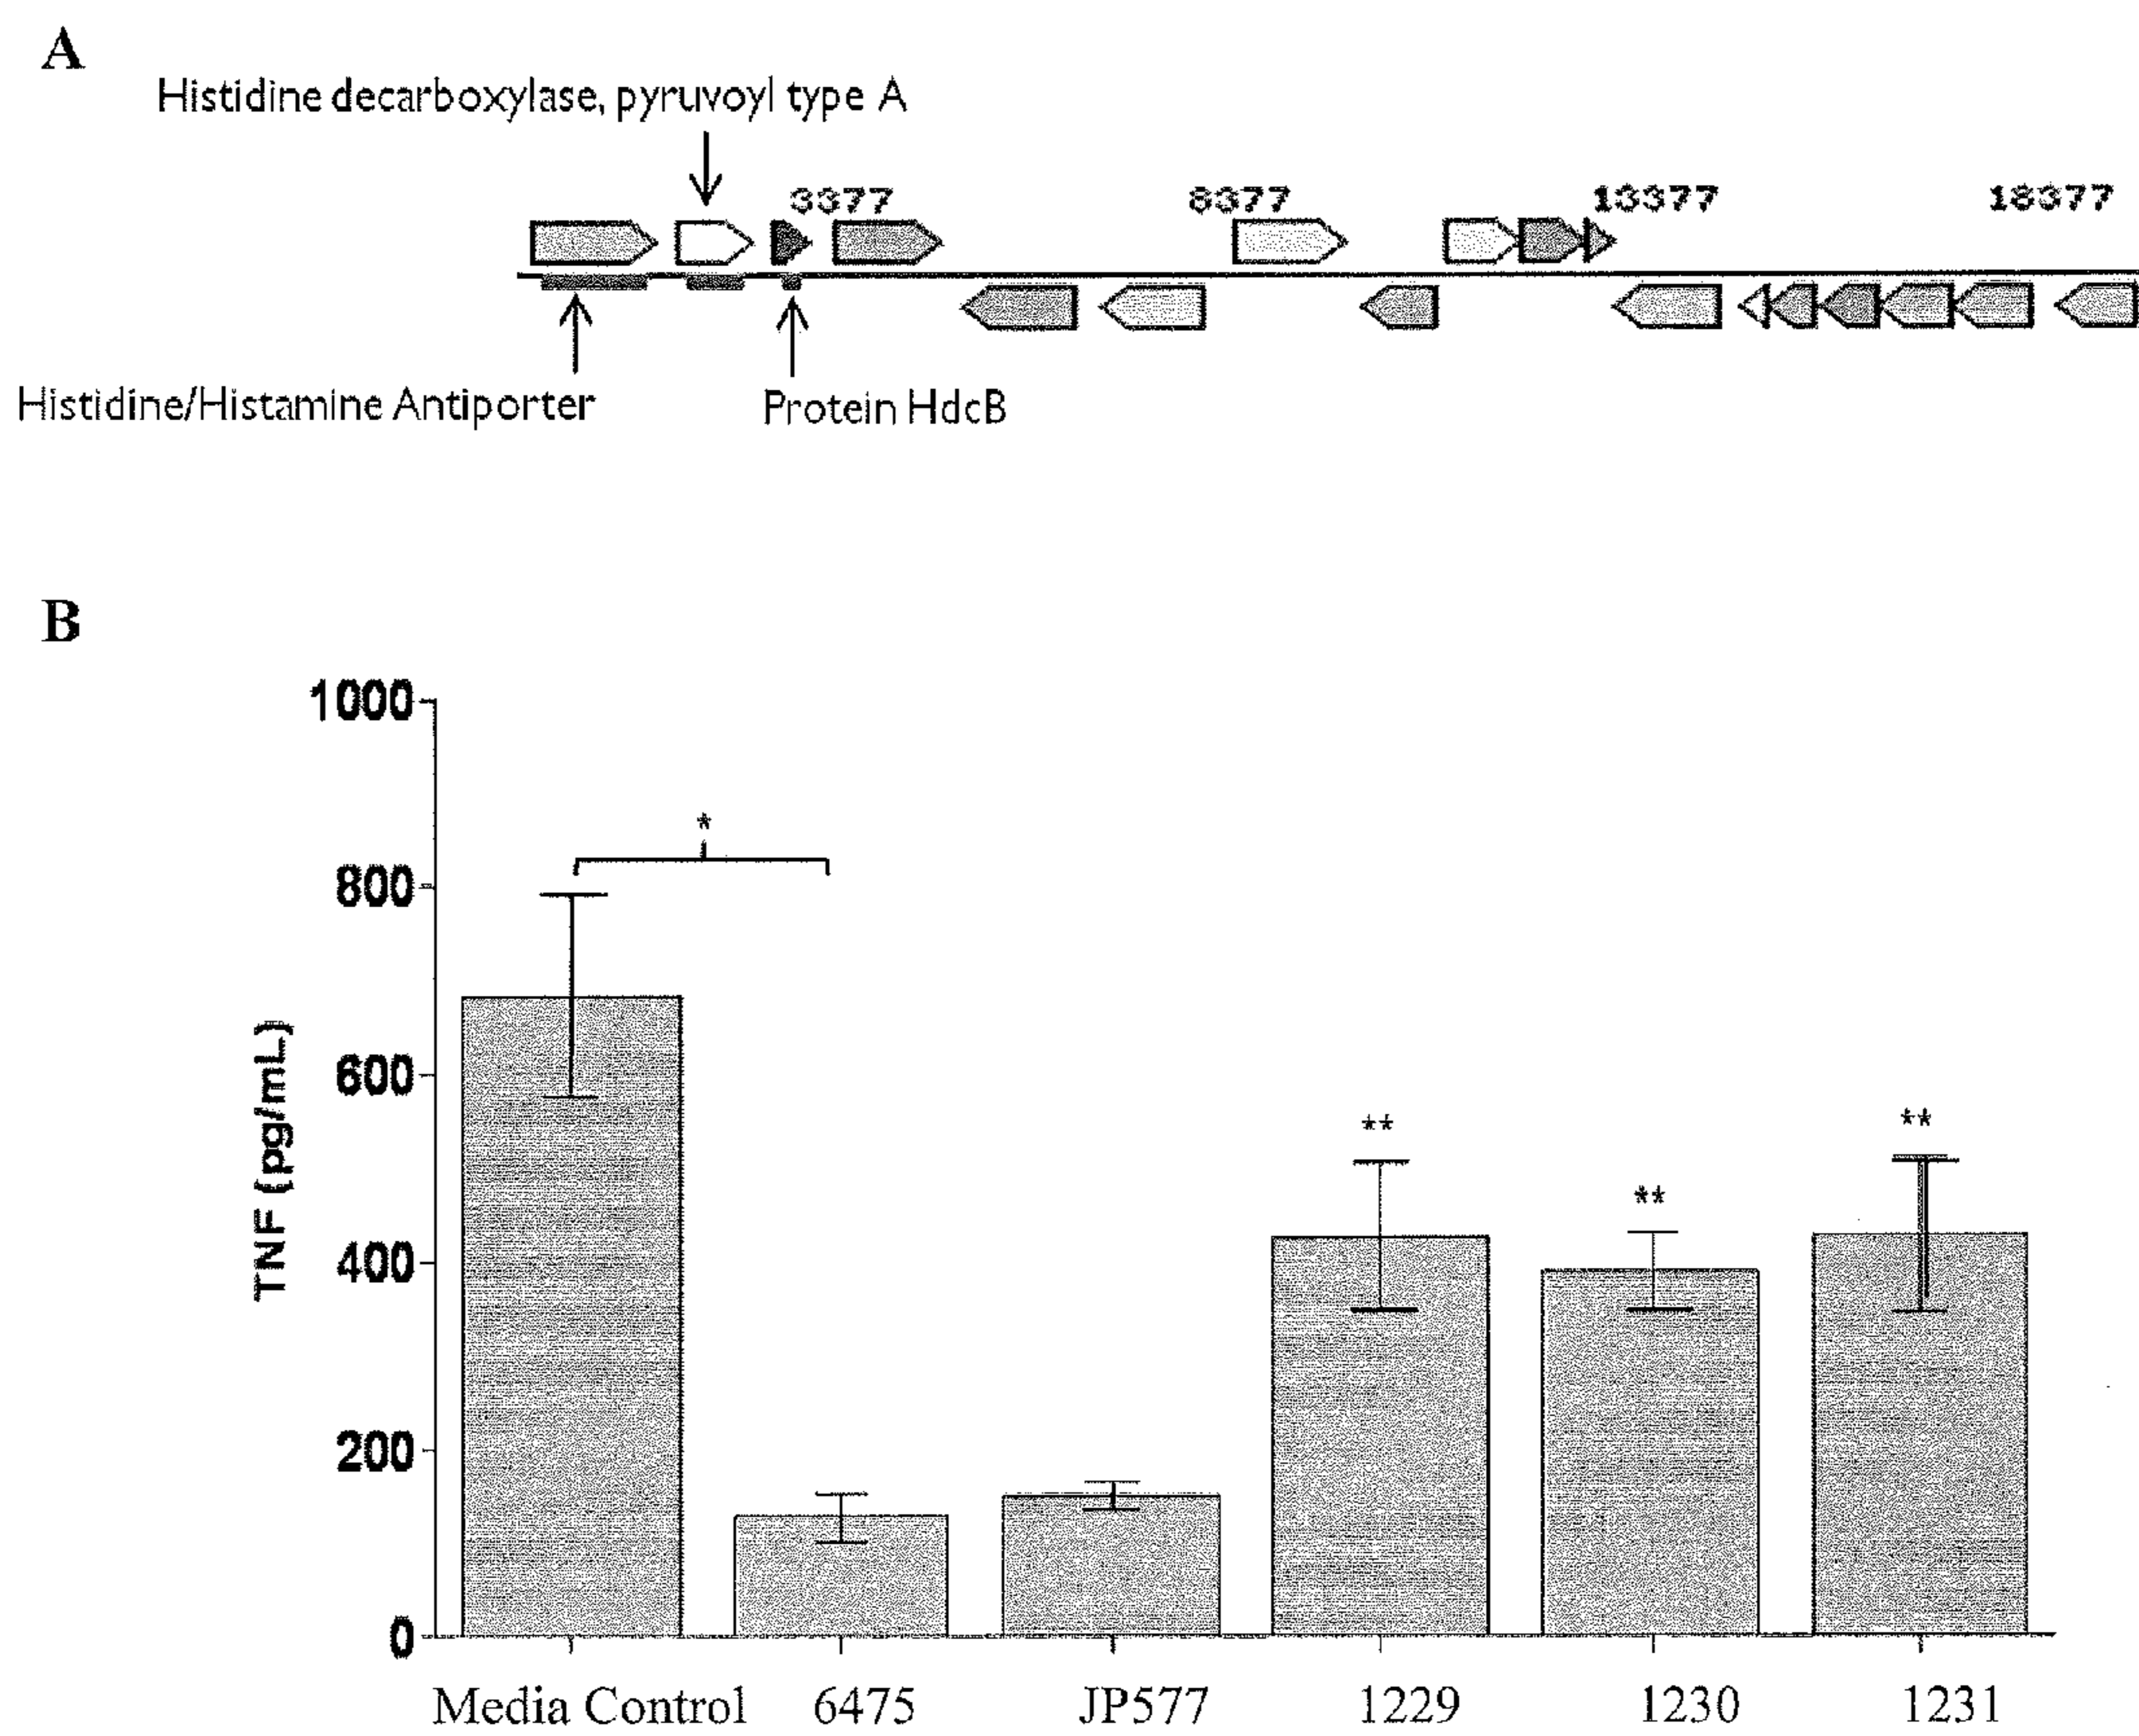 A
Histidine decarboxylase, pyruvoyl type A
3377 8377 13377 18377
Histidine/Histamine Antiporter
Protein HdcB
B
1000
800
600
400
200
0
TNF (pg/mL)
*
**
**
**
Media Control 6475 JP577 1229 1230 1231